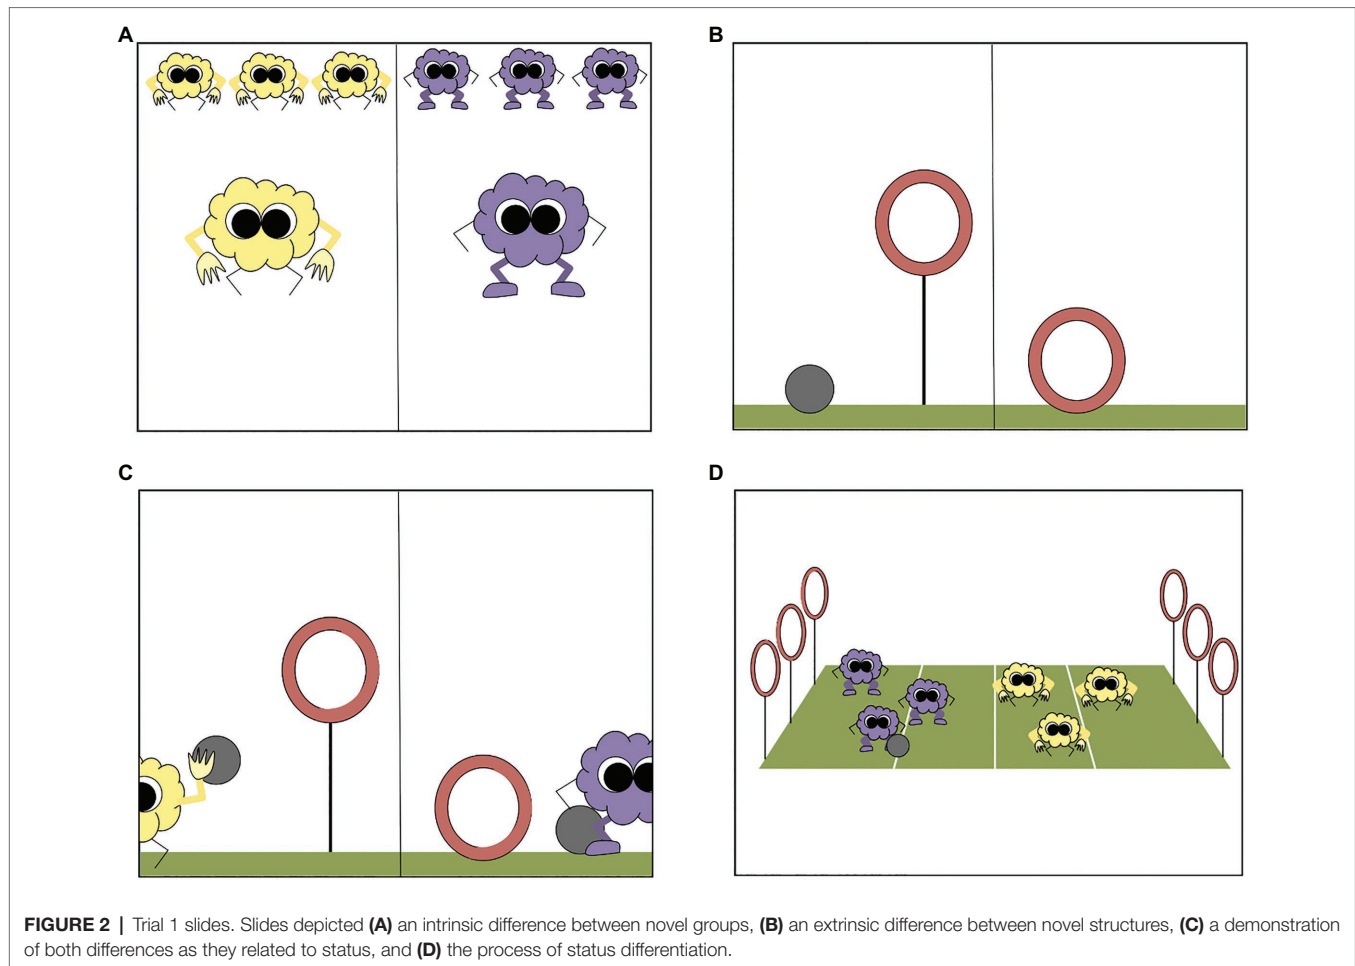 A
B
C
D
FIGURE 2 | Trial 1 slides. Slides depicted (A) an intrinsic difference between novel groups, (B) an extrinsic difference between novel structures, (C) a demonstration
of both differences as they related to status, and (D) the process of status differentiation.